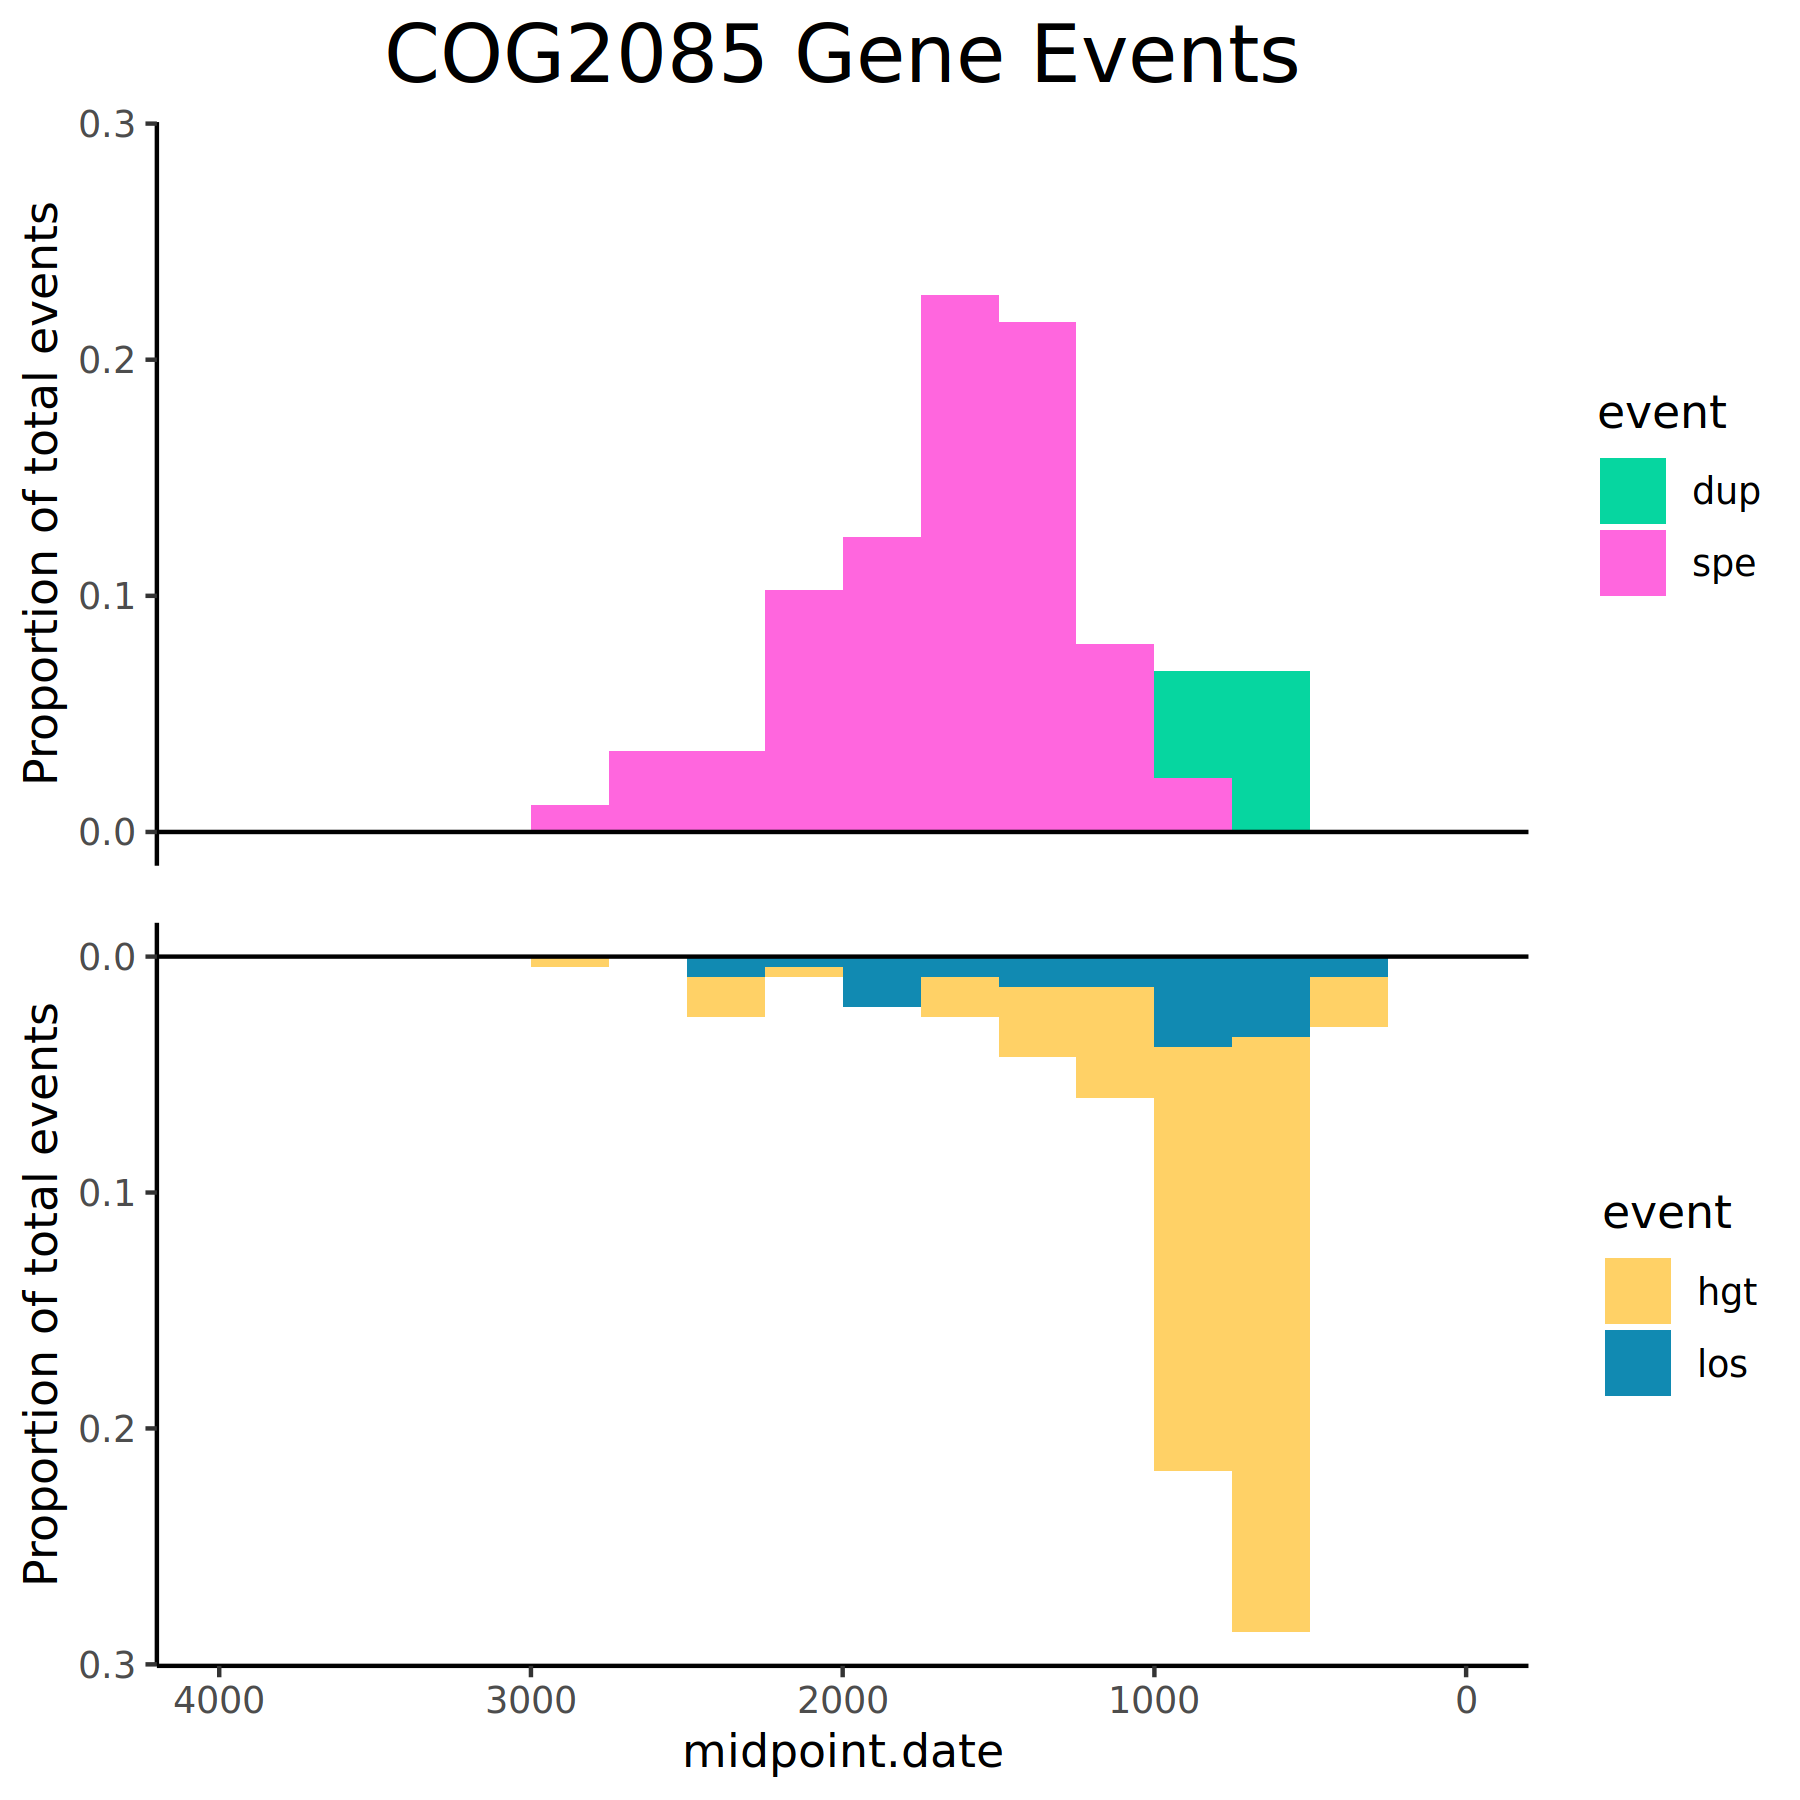 COG2085 Gene Events
0.3
0.2
0.1
0.0
Proportion of total events
event
dup
spe
0.0
0.1
0.2
0.3
Proportion of total events
event
hgt
los
4000 3000 2000 1000 0
midpoint.date